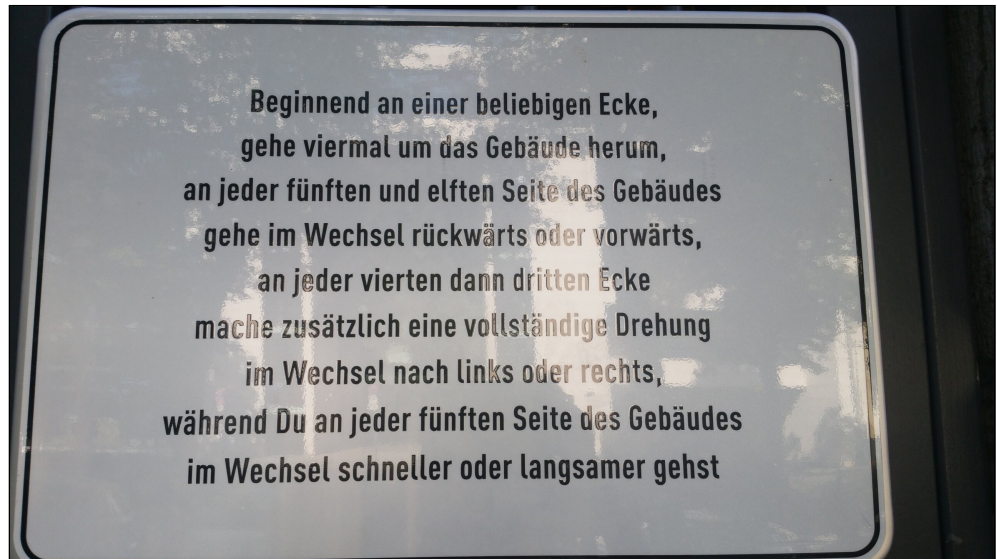 Beginnend an einer beliebigen Ecke,
gehe viermal um das Gebäude herum,
an jeder fünften und elften Seite des Gebäudes
gehe im Wechsel rückwärts oder vorwärts,
an jeder vierten dann dritten Ecke
mache zusätzlich eine vollständige Drehung
im Wechsel nach links oder rechts,
während Du an jeder fünften Seite des Gebäudes
im Wechsel schneller oder langsamer gehst